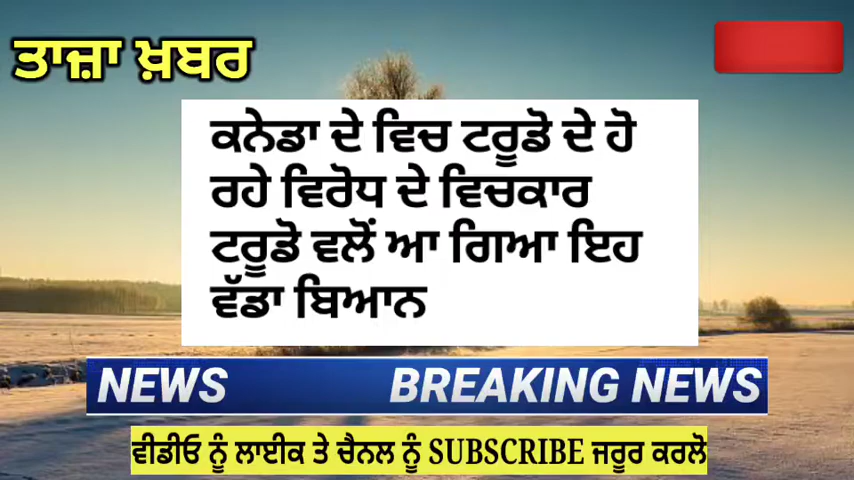 ਤਾਜ਼ਾ ਖ਼ਬਰ
ਕਨੇਡਾ ਦੇ ਵਿਚ ਟਰੂਡੋ ਦੇ ਹੋ
ਰਹੇ ਵਿਰੋਧ ਦੇ ਵਿਚਕਾਰ
ਟਰੂਡੋ ਵਲੋਂ ਆ ਗਿਆ ਇਹ
ਵੱਡਾ ਬਿਆਨ
NEWS BREAKING NEWS
ਵੀਡੀਓ ਨੂੰ ਲਾਈਕ ਤੇ ਚੈਨਲ ਨੂੰ SUBSCRIBE ਜਰੂਰ ਕਰਲੋ